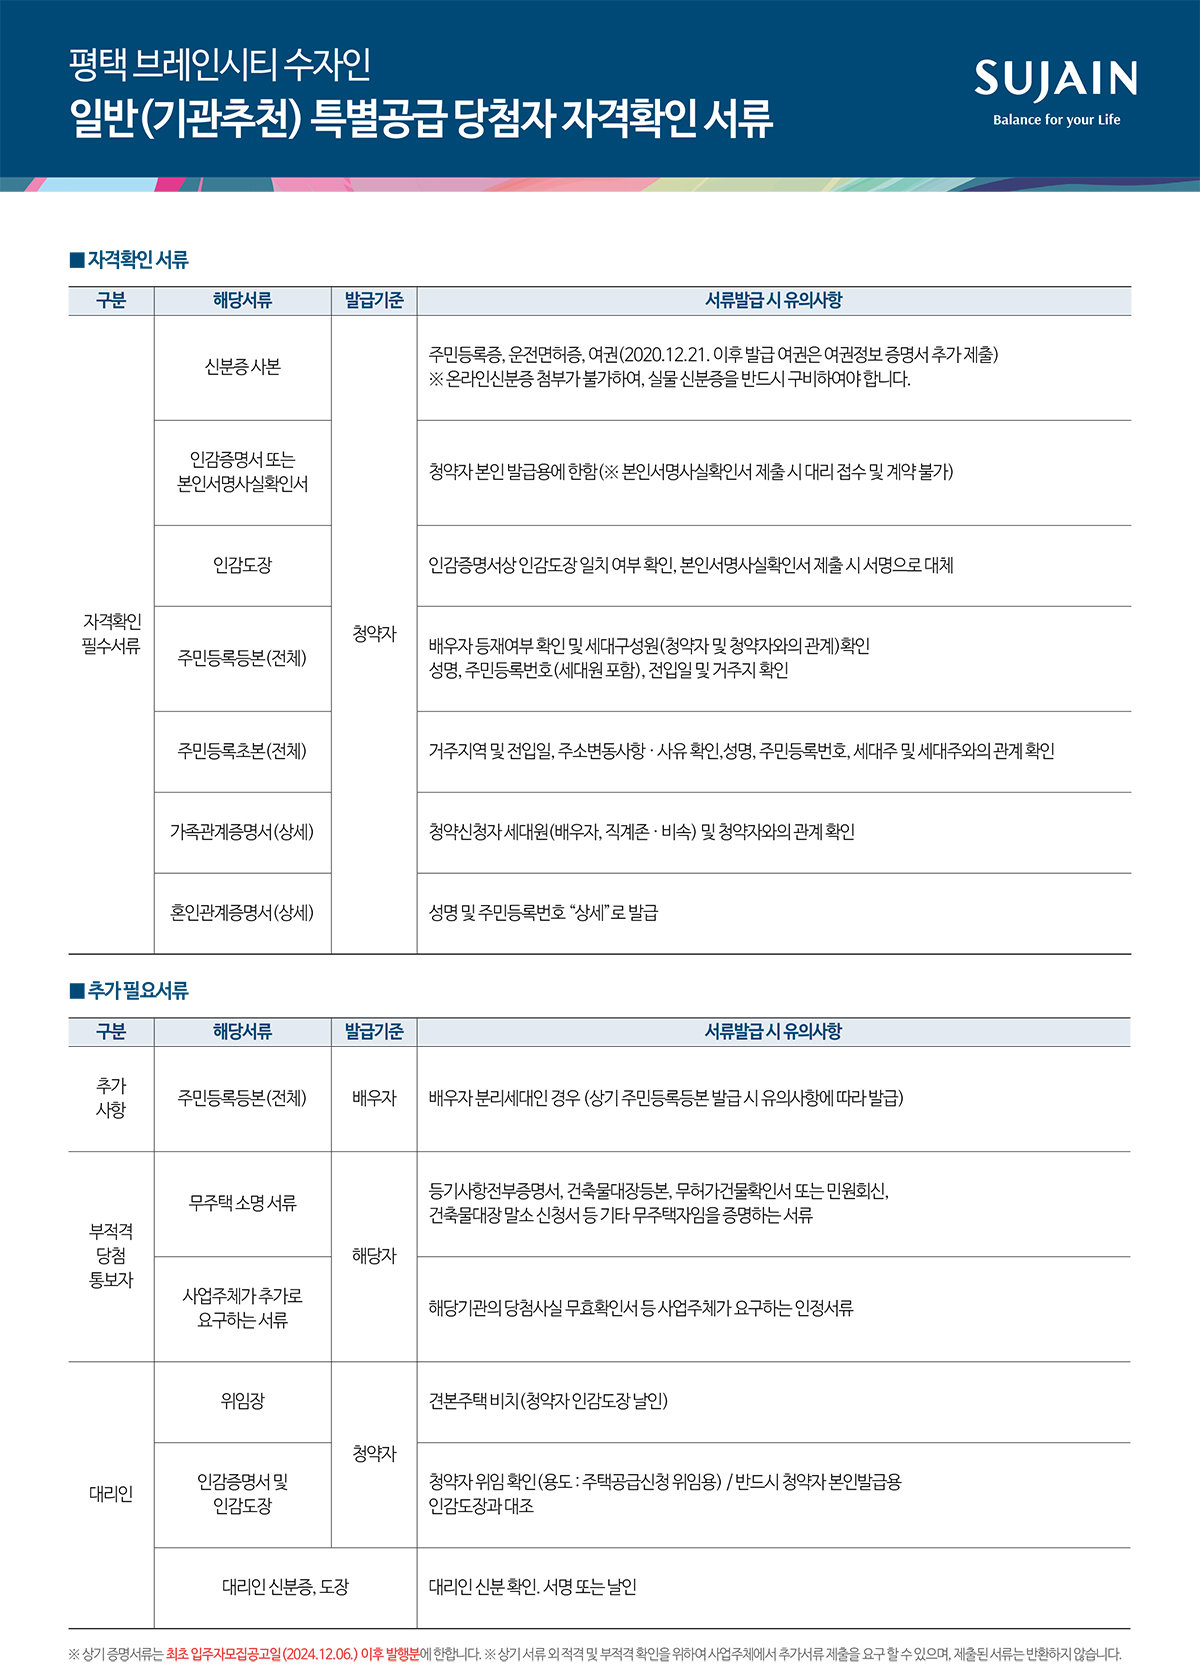 평택 브레인시티 수자인
일반(기관추천) 특별공급 당첨자 자격확인 서류
SUJAIN
Balance for your Life
■ 자격확인 서류
구분 해당서류 발급기준 서류발급 시 유의사항
자격확인
필수서류
청약자
신분증 사본
주민등록증, 운전면허증, 여권(2020.12.21. 이후 발급 여권은 여권정보 증명서 추가 제출)
※ 온라인신분증 첨부가 불가하여, 실물 신분증을 반드시 구비하여야 합니다.
인감증명서 또는
본인서명사실확인서
청약자 본인 발급용에 한함(※ 본인서명사실확인서 제출 시 대리 접수 및 계약 불가)
인감도장
인감증명서상 인감도장 일치 여부 확인, 본인서명사실확인서 제출 시 서명으로 대체
주민등록등본(전체)
배우자 등재여부 확인 및 세대구성원(청약자 및 청약자와의 관계)확인
성명, 주민등록번호(세대원 포함), 전입일 및 거주지 확인
주민등록초본(전체)
거주지역 및 전입일, 주소변동사항 · 사유 확인,성명, 주민등록번호, 세대주 및 세대주와의 관계 확인
가족관계증명서(상세)
청약신청자 세대원(배우자, 직계존 · 비속) 및 청약자와의 관계 확인
혼인관계증명서(상세)
성명 및 주민등록번호 “상세”로 발급
■ 추가 필요서류
구분 해당서류 발급기준 서류발급 시 유의사항
추가
사항
주민등록등본(전체)
배우자
배우자 분리세대인 경우 (상기 주민등록등본 발급 시 유의사항에 따라 발급)
부적격
당첨
통보자
해당자
무주택 소명 서류
등기사항전부증명서, 건축물대장등본, 무허가건물확인서 또는 민원회신,
건축물대장 말소 신청서 등 기타 무주택자임을 증명하는 서류
사업주체가 추가로
요구하는 서류
해당기관의 당첨사실 무효확인서 등 사업주체가 요구하는 인정서류
대리인
청약자
위임장
견본주택 비치(청약자 인감도장 날인)
인감증명서 및
인감도장
청약자 위임 확인(용도 : 주택공급신청 위임용) / 반드시 청약자 본인발급용
인감도장과 대조
대리인 신분증, 도장
대리인 신분 확인. 서명 또는 날인
※ 상기 증명서류는 최초 입주자모집공고일(2024.12.06.) 이후 발행분에 한합니다. ※ 상기 서류 외 적격 및 부적격 확인을 위하여 사업주체에서 추가서류 제출을 요구 할 수 있으며, 제출된 서류는 반환하지 않습니다.